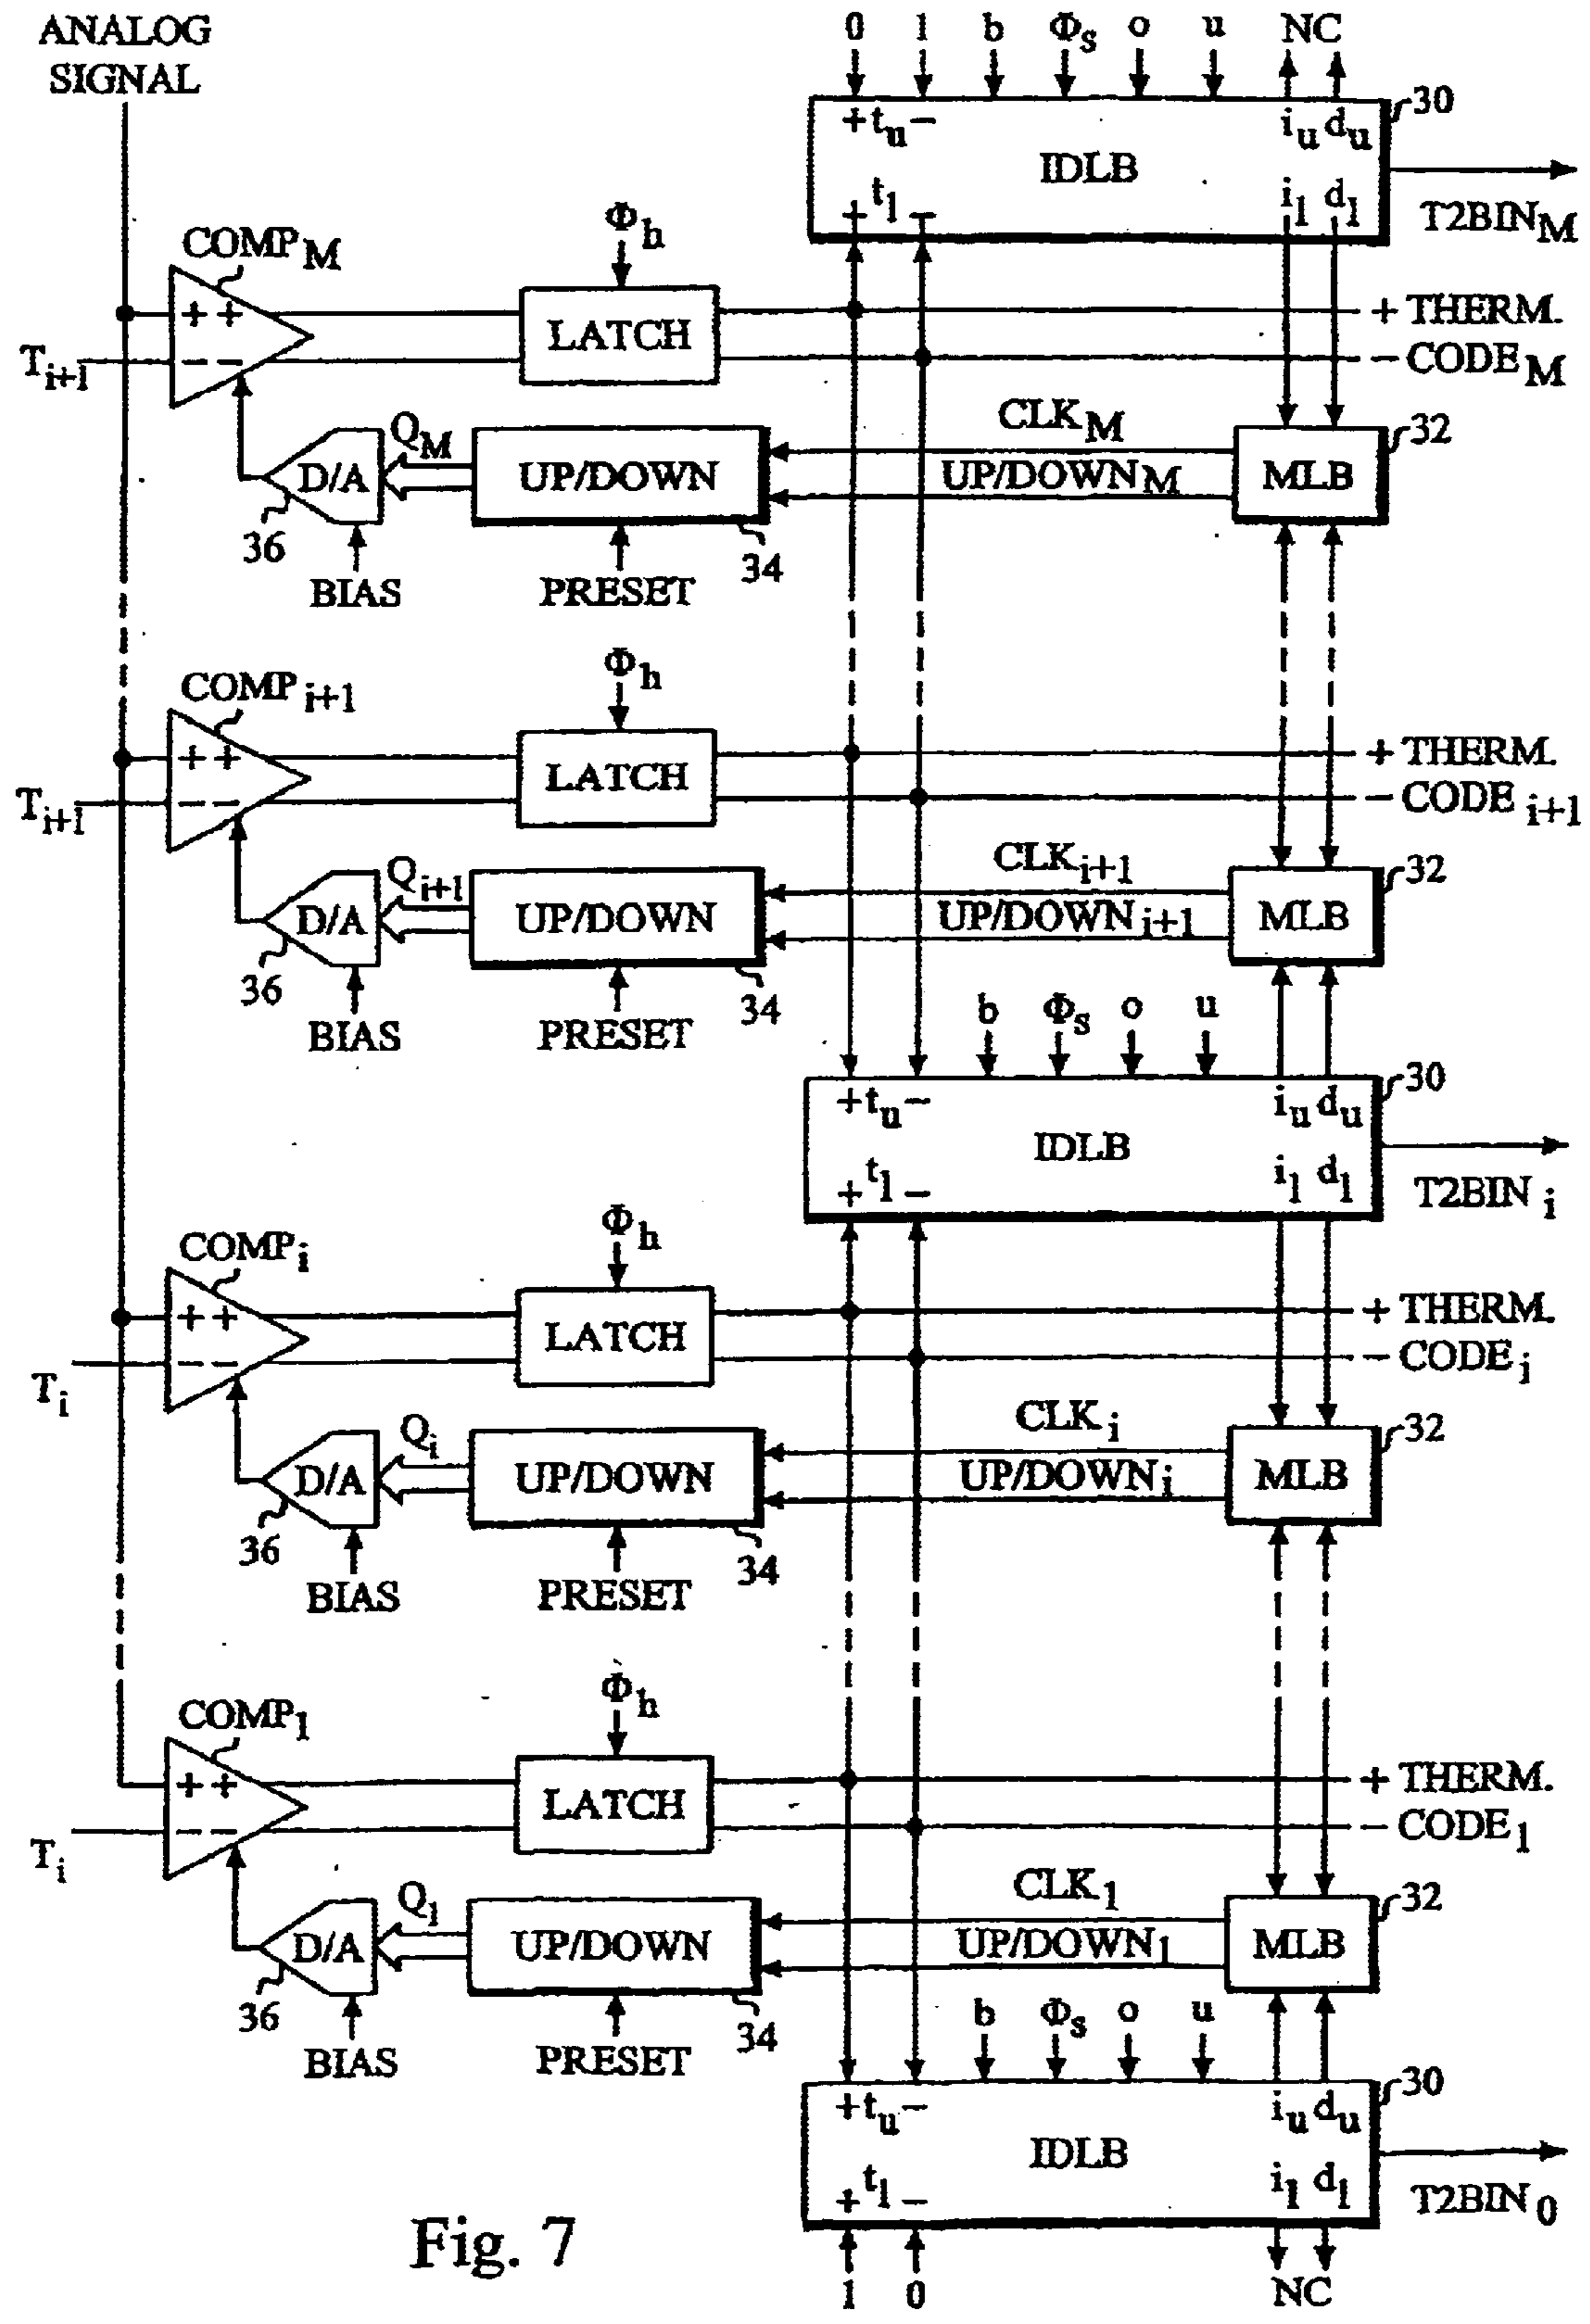 ANALOG
SIGNAL
0 1 b Φs o u NC
+ tu − iu du 30
IDLB
+ tl − il dl
T2BINM
COMPM
Φh
+ +
− −
Ti+1
LATCH
+ THERM.
− CODEM
CLKM
UP/DOWNM
MLB 32
QM
D/A
36
UP/DOWN
34
BIAS
PRESET
COMPi+1
Φh
+ +
− −
Ti+1
LATCH
+ THERM.
− CODEi+1
CLKi+1
UP/DOWNi+1
MLB 32
Qi+1
D/A
36
UP/DOWN
34
BIAS
PRESET
b Φs o u
+ tu − iu du 30
IDLB
+ tl − il dl
T2BINi
COMPi
Φh
+ +
− −
Ti
LATCH
+ THERM.
− CODEi
CLKi
UP/DOWNi
MLB 32
Qi
D/A
36
UP/DOWN
34
BIAS
PRESET
COMP1
Φh
+ +
− −
Ti
LATCH
+ THERM.
− CODE1
CLK1
UP/DOWN1
MLB 32
Q1
D/A
36
UP/DOWN
34
BIAS
PRESET
b Φs o u
+ tu − iu du 30
IDLB
+ tl − il dl
T2BIN0
1 0 NC
Fig. 7